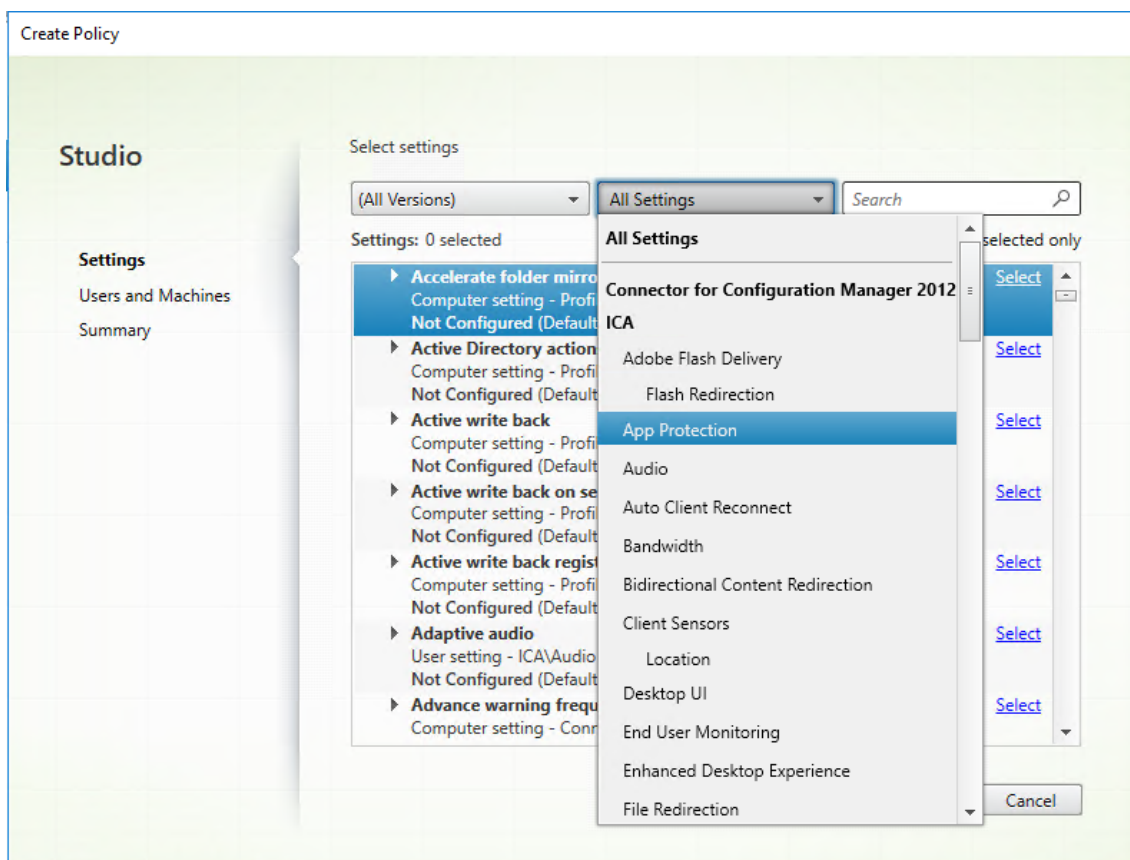 Create Policy
Studio
Settings
Users and Machines
Summary
Select settings
(All Versions)
All Settings
Search
Settings: 0 selected
selected only
Accelerate folder mirro
Computer setting - Profi
Not Configured (Default
Select
Active Directory action
Computer setting - Profi
Not Configured (Default
Select
Active write back
Computer setting - Profi
Not Configured (Default
Select
Active write back on se
Computer setting - Profi
Not Configured (Default
Select
Active write back regist
Computer setting - Profi
Not Configured (Default
Select
Adaptive audio
User setting - ICA\Audio
Not Configured (Default
Select
Advance warning frequ
Computer setting - Conn
Select
All Settings
Connector for Configuration Manager 2012
ICA
Adobe Flash Delivery
Flash Redirection
App Protection
Audio
Auto Client Reconnect
Bandwidth
Bidirectional Content Redirection
Client Sensors
Location
Desktop UI
End User Monitoring
Enhanced Desktop Experience
File Redirection
Cancel